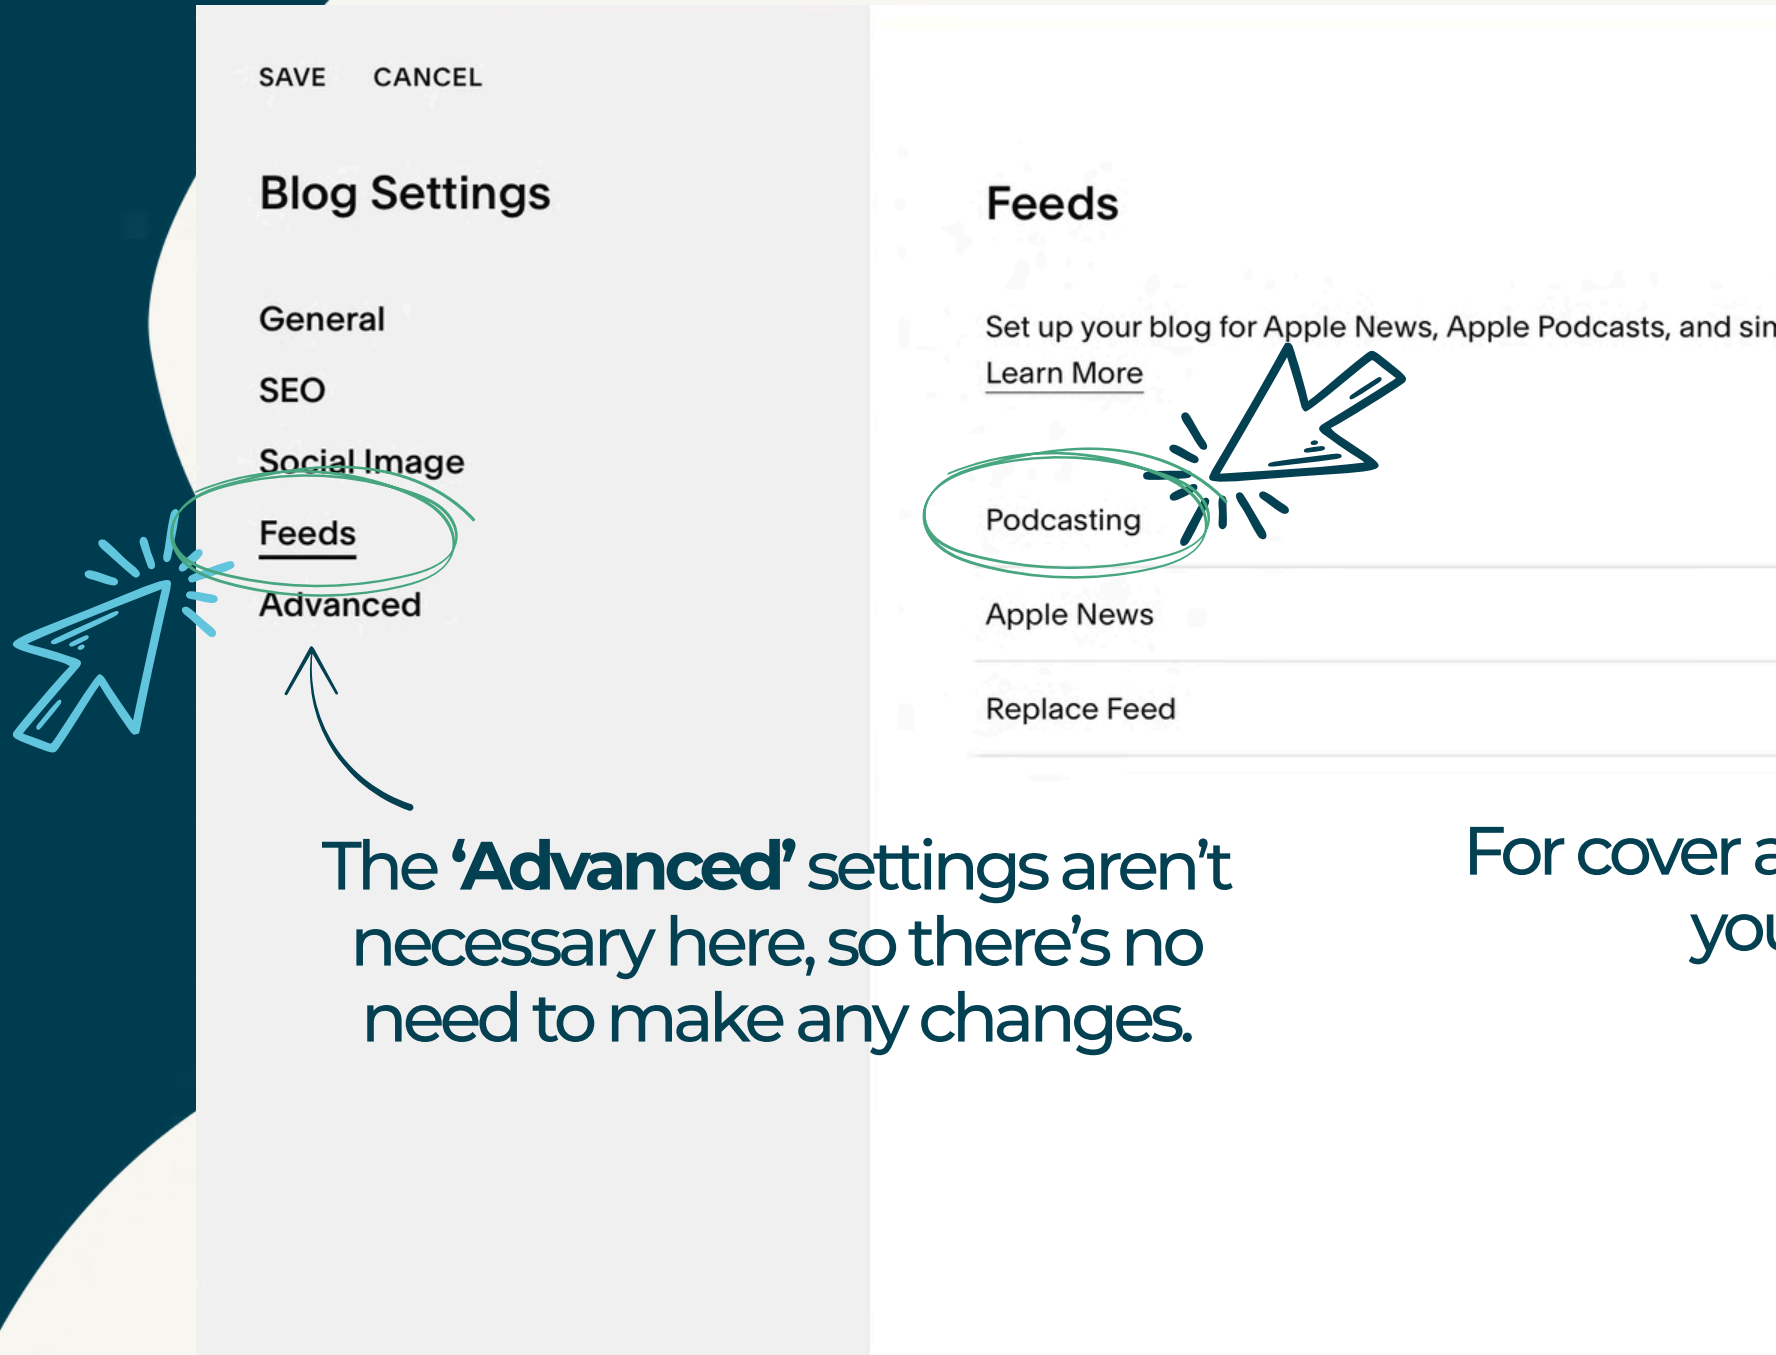 SAVE CANCEL
Blog Settings
General
SEO
Social Image
Feeds
Advanced
Feeds
Set up your blog for Apple News, Apple Podcasts, and
Learn More
Podcasting
Apple News
Replace Feed
The ‘Advanced’ settings aren’t
necessary here, so there’s no
need to make any changes.
For cover